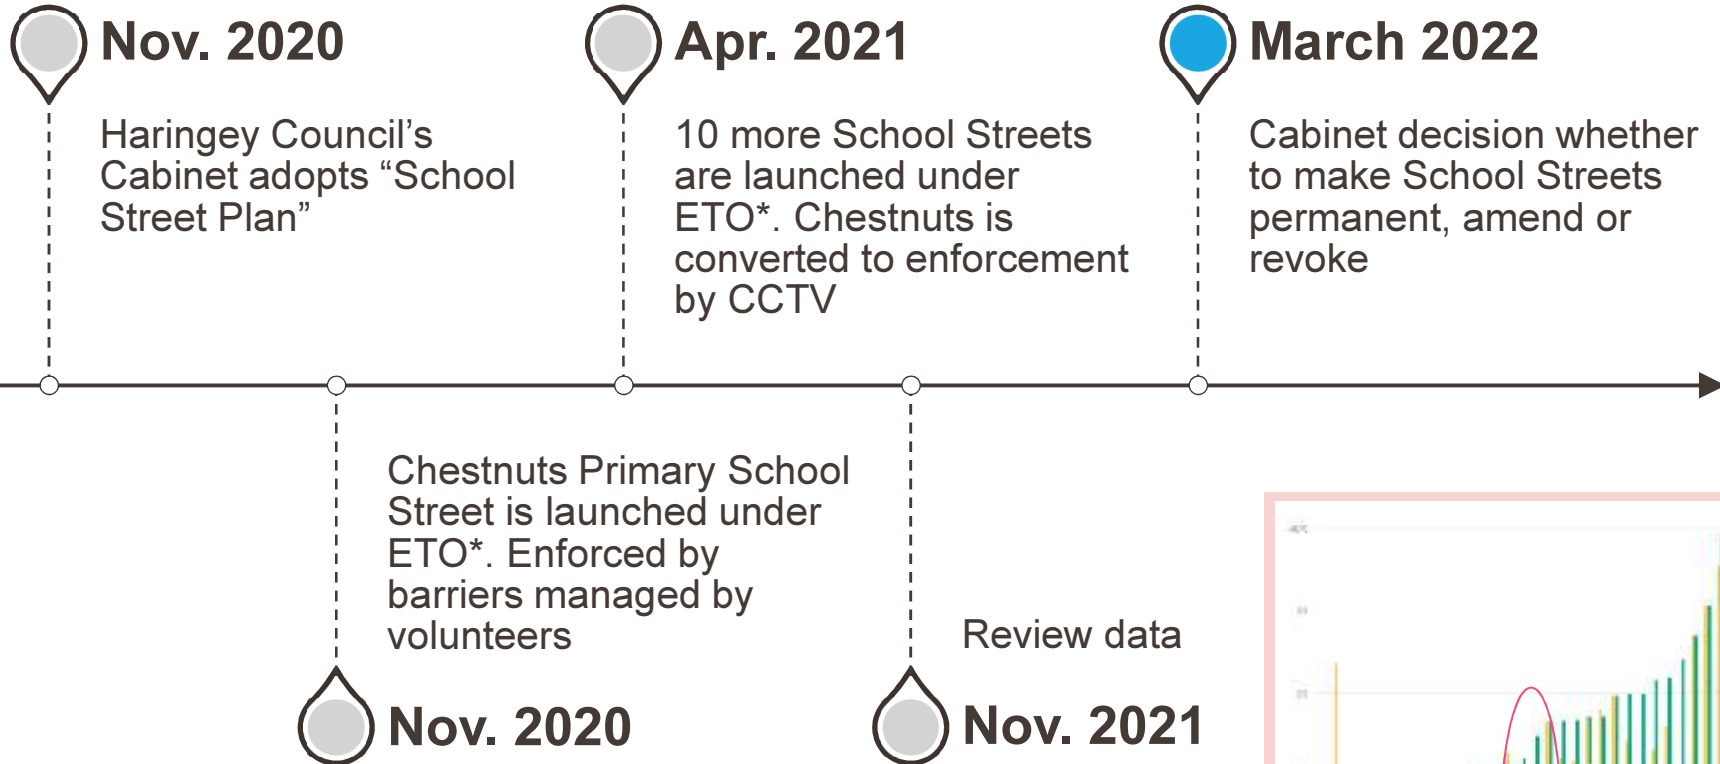 Nov. 2020
Haringey Council’s
Cabinet adopts “School
Street Plan”
Apr. 2021
10 more School Streets
are launched under
ETO*. Chestnuts is
converted to enforcement
by CCTV
March 2022
Cabinet decision whether
to make School Streets
permanent, amend or
revoke
Chestnuts Primary School
Street is launched under
ETO*. Enforced by
barriers managed by
volunteers
Nov. 2020
Review data
Nov. 2021